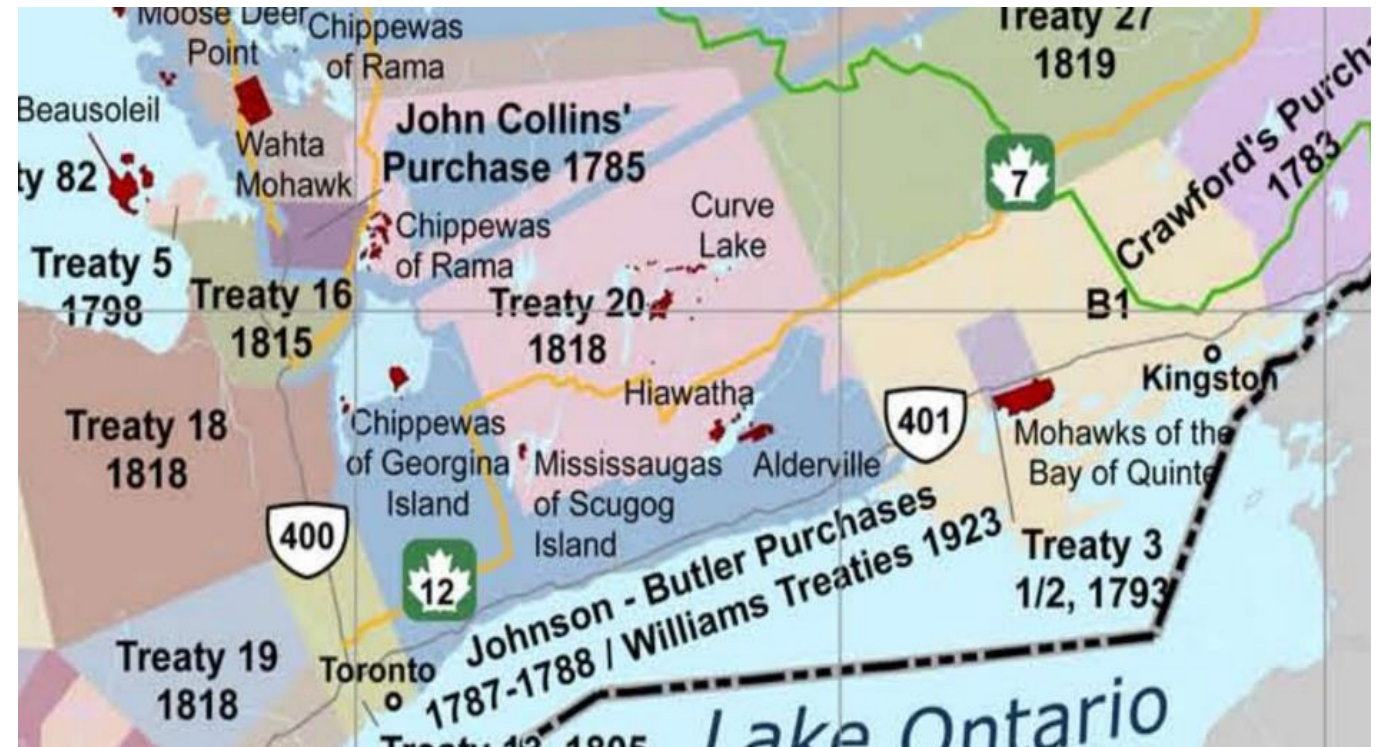 Moose Deer
Point
Chippewas
of Rama
Treaty 27
1819
Beausoleil
Wahta
Mohawk
John Collins'
Purchase 1785
ty 82
7
Crawford's Purch
1783
Chippewas
of Rama
Curve
Lake
Treaty 5
1798
Treaty 16
1815
Treaty 20
1818
B1
Kingston
Hiawatha
401
Treaty 18
1818
Chippewas
of Georgina
Island
Mississaugas
of Scugog
Island
Alderville
Mohawks of the
Bay of Quinte
400
12
Johnson - Butler Purchases
1787-1788 / Williams Treaties 1923
Treaty 3
1/2, 1793
Treaty 19
1818
Toronto
Treaty 13, 1805
Lake Ontario